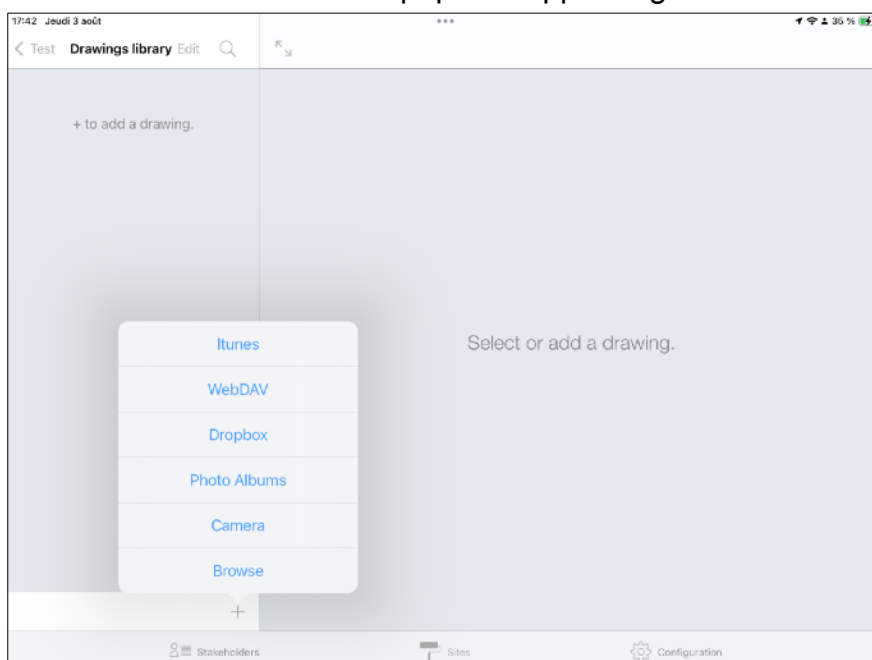 17:42 Jeudi 3 août
35 %
Test Drawings library Edit
+ to add a drawing.
Select or add a drawing.
Itunes
WebDAV
Dropbox
Photo Albums
Camera
Browse
+
Stakeholders Sites Configuration